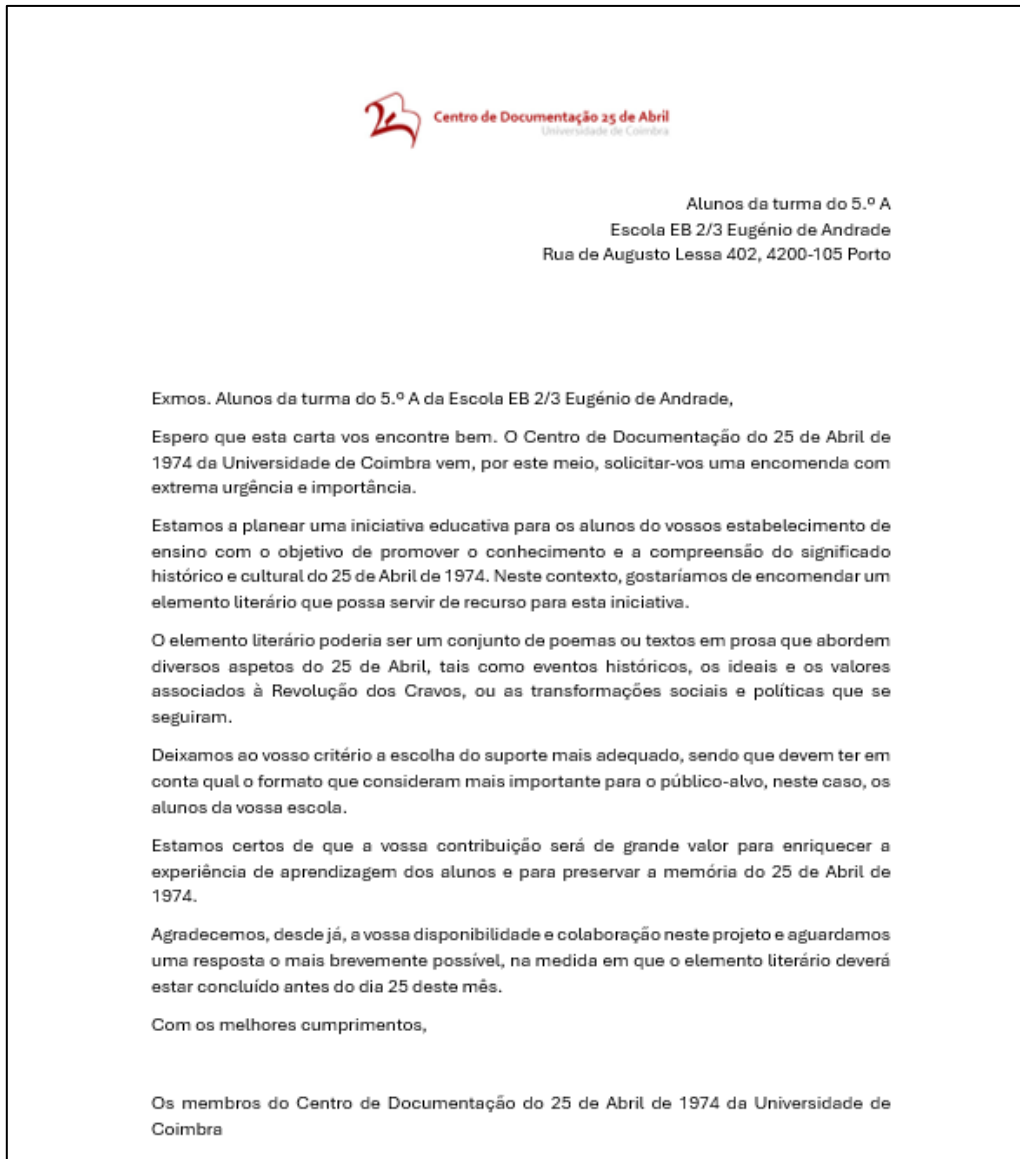 Centro de Documentação 25 de Abril
Universidade de Coimbra
Alunos da turma do 5.º A
Escola EB 2/3 Eugénio de Andrade
Rua de Augusto Lessa 402, 4200-105 Porto
Exmos. Alunos da turma do 5.º A da Escola EB 2/3 Eugénio de Andrade,
Espero que esta carta vos encontre bem. O Centro de Documentação do 25 de Abril de
1974 da Universidade de Coimbra vem, por este meio, solicitar-vos uma encomenda com
extrema urgência e importância.
Estamos a planear uma iniciativa educativa para os alunos do vossos estabelecimento de
ensino com o objetivo de promover o conhecimento e a compreensão do significado
histórico e cultural do 25 de Abril de 1974. Neste contexto, gostaríamos de encomendar um
elemento literário que possa servir de recurso para esta iniciativa.
O elemento literário poderia ser um conjunto de poemas ou textos em prosa que abordem
diversos aspetos do 25 de Abril, tais como eventos históricos, os ideais e os valores
associados à Revolução dos Cravos, ou as transformações sociais e políticas que se
seguiram.
Deixamos ao vosso critério a escolha do suporte mais adequado, sendo que devem ter em
conta qual o formato que consideram mais importante para o público-alvo, neste caso, os
alunos da vossa escola.
Estamos certos de que a vossa contribuição será de grande valor para enriquecer a
experiência de aprendizagem dos alunos e para preservar a memória do 25 de Abril de
1974.
Agradecemos, desde já, a vossa disponibilidade e colaboração neste projeto e aguardamos
uma resposta o mais brevemente possível, na medida em que o elemento literário deverá
estar concluído antes do dia 25 deste mês.
Com os melhores cumprimentos,
Os membros do Centro de Documentação do 25 de Abril de 1974 da Universidade de
Coimbra